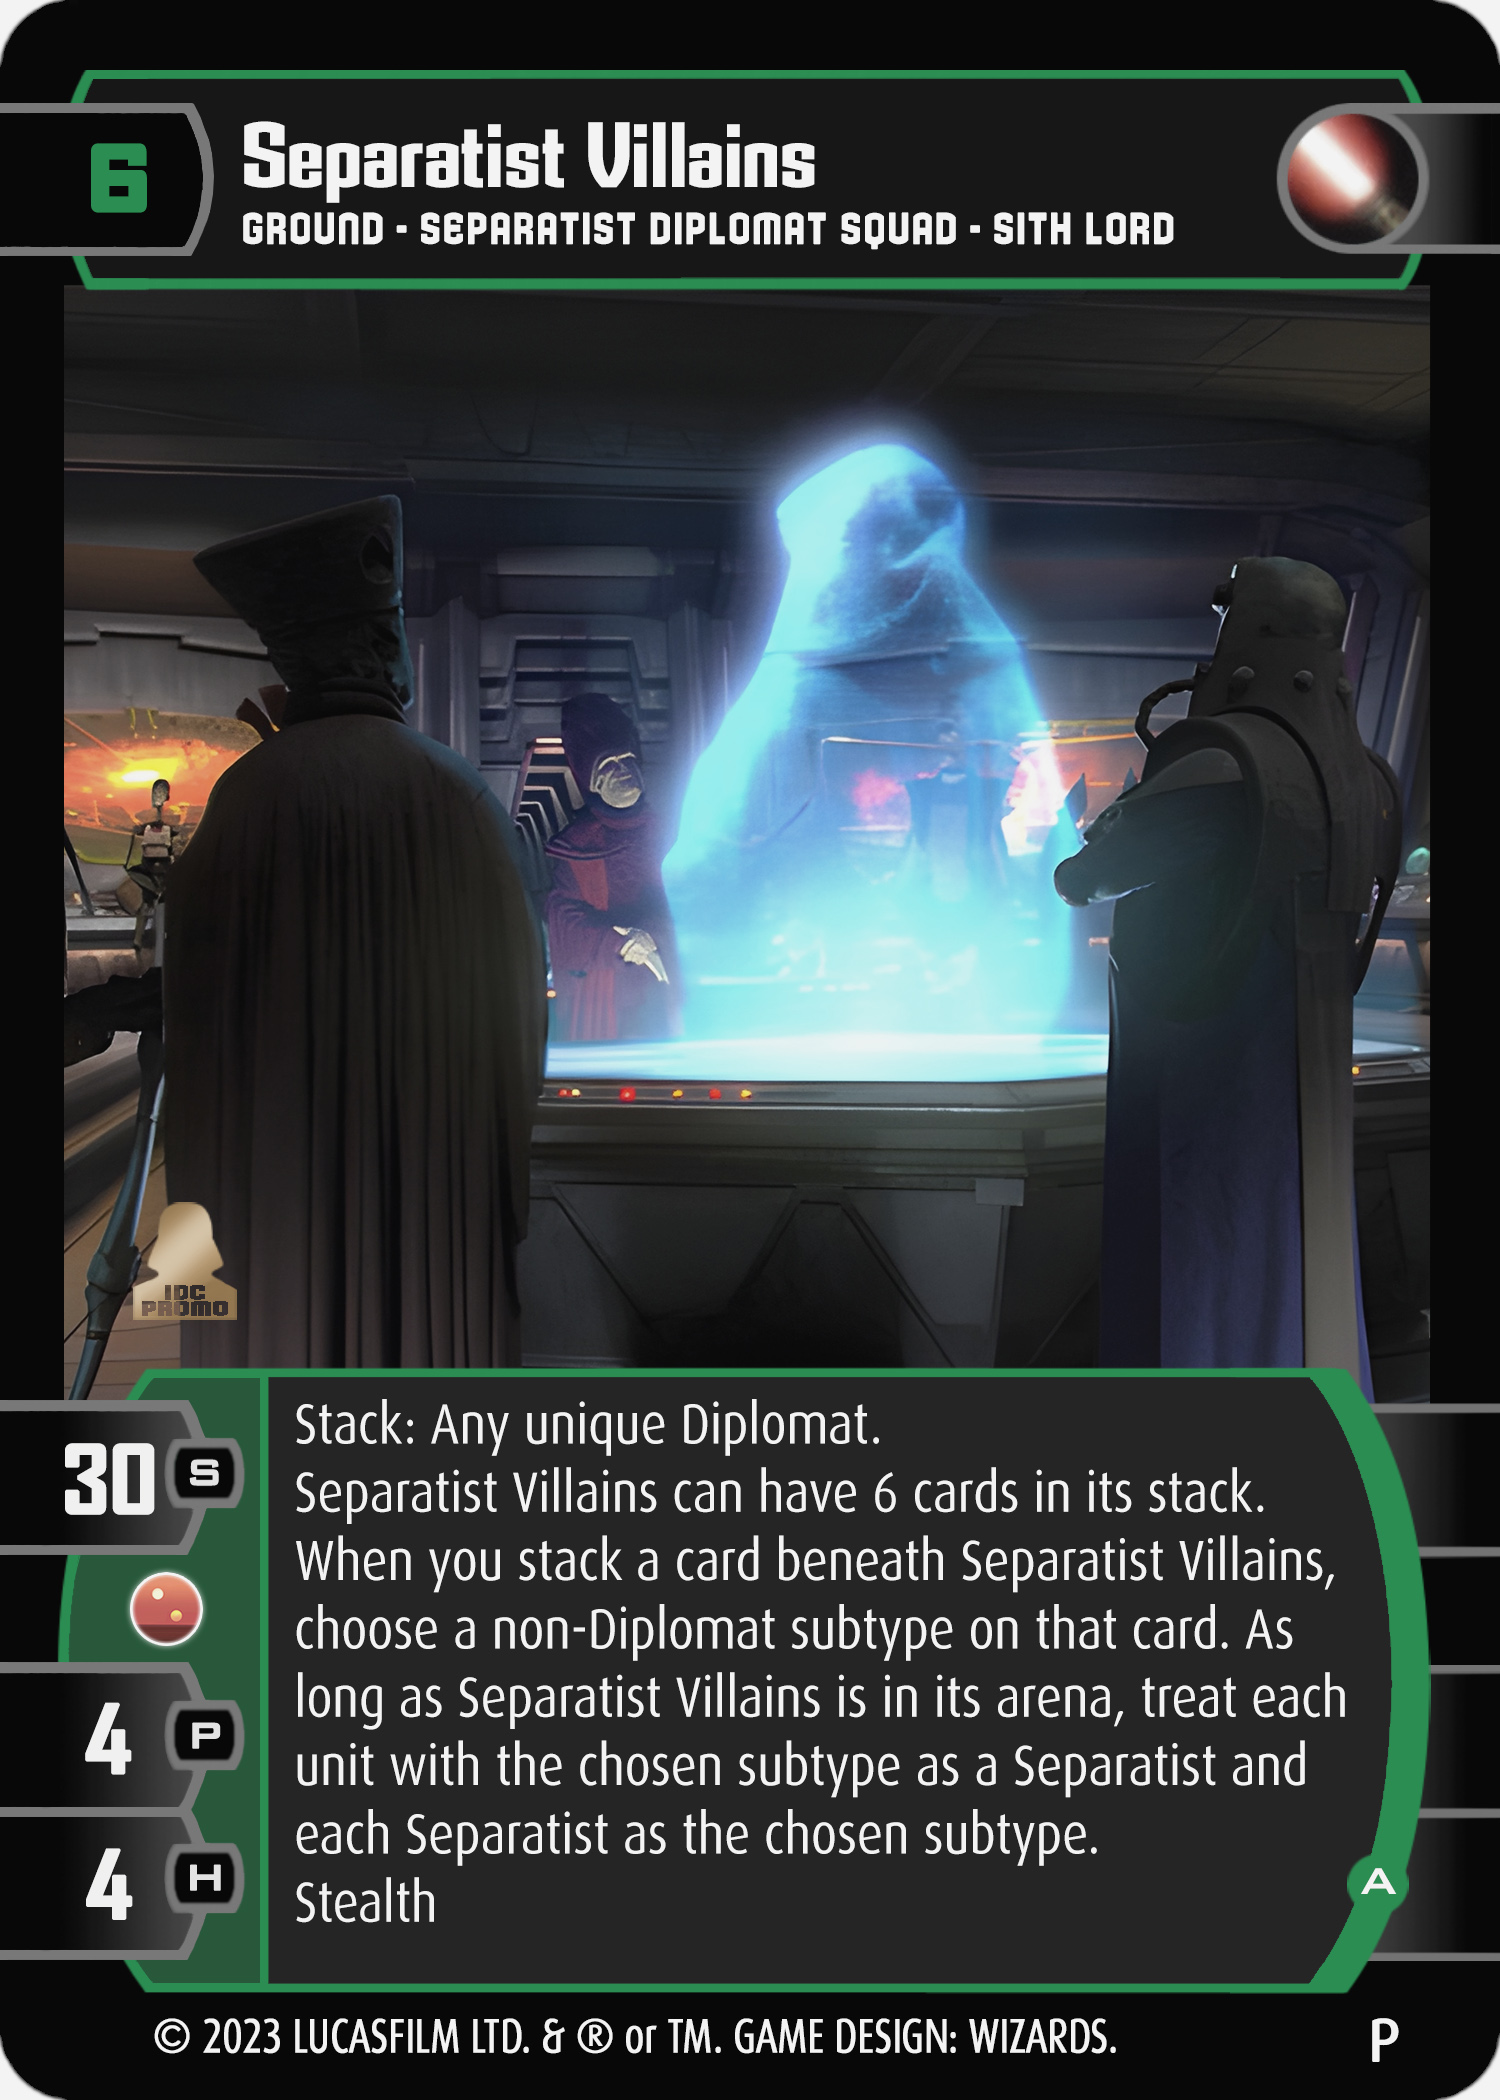 6
Separatist Villains
GROUND - SEPARATIST DIPLOMAT SQUAD - SITH LORD
IDC
PROMO
30 S
4 P
4 H
Stack: Any unique Diplomat.
Separatist Villains can have 6 cards in its stack.
When you stack a card beneath Separatist Villains,
choose a non-Diplomat subtype on that card. As
long as Separatist Villains is in its arena, treat each
unit with the chosen subtype as a Separatist and
each Separatist as the chosen subtype.
Stealth
A
© 2023 LUCASFILM LTD. & ® or TM. GAME DESIGN: WIZARDS.
P